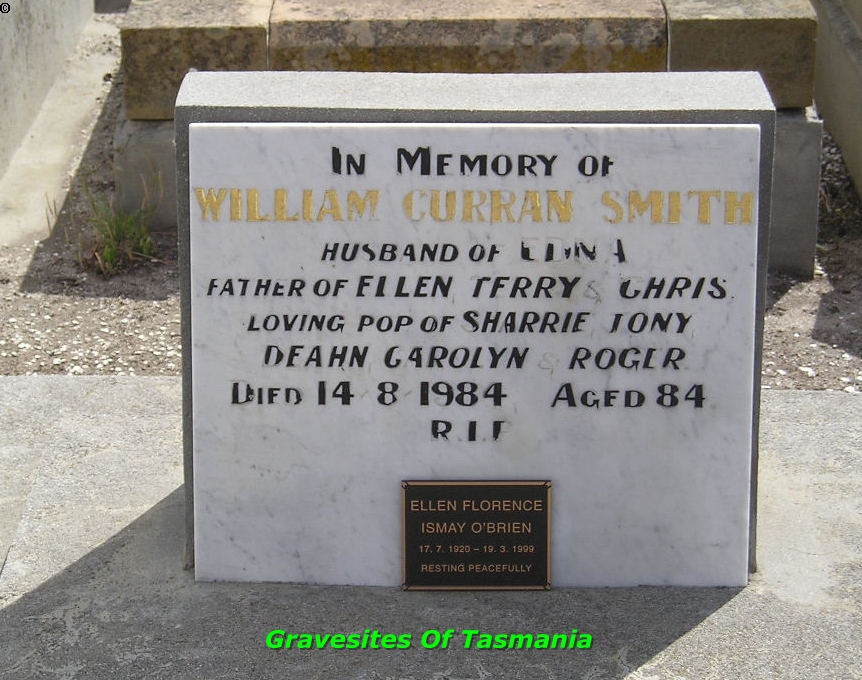 ©
IN MEMORY OF
WILLIAM CURRAN SMITH
HUSBAND OF EDNA
FATHER OF ELLEN TERRY & CHRIS
LOVING POP OF SHARRIE TONY
DEAHN CAROLYN & ROGER
DIED 14 8 1984 AGED 84
R.I.P
ELLEN FLORENCE
ISMAY O'BRIEN
17. 7. 1920 – 19. 3. 1999
RESTING PEACEFULLY
Gravesites Of Tasmania